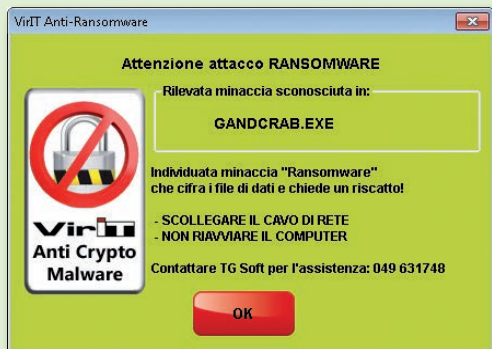 VirIT Anti-Ransomware
Attenzione attacco RANSOMWARE
Rilevata minaccia sconosciuta in:
GANDCRAB.EXE
Individuata minaccia "Ransomware"
che cifra i file di dati e chiede un riscatto!
- SCOLLEGARE IL CAVO DI RETE
- NON RIAVVIARE IL COMPUTER
Contattare TG Soft per l'assistenza: 049 631748
VirIT
Anti Crypto
Malware
OK